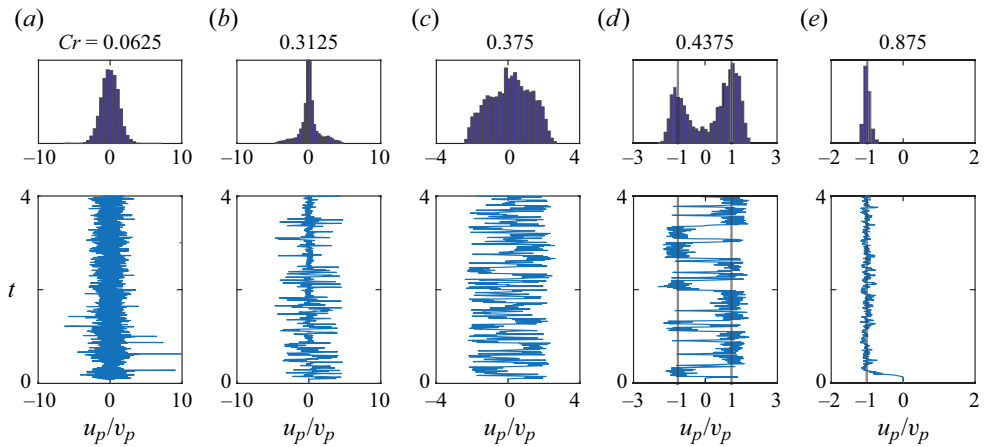 (a) (b) (c) (d) (e)
Cr = 0.0625 0.3125 0.375 0.4375 0.875
−10 0 10 −10 0 10 −4 0 4 −3 −1 0 1 3 −2 −1 0 2
4 4 4 4 4
t
0 0 0 0 0
−10 0 10 −10 0 10 −4 0 4 −3 −1 0 1 3 −2 −1 0 2
u_p/v_p u_p/v_p u_p/v_p u_p/v_p u_p/v_p